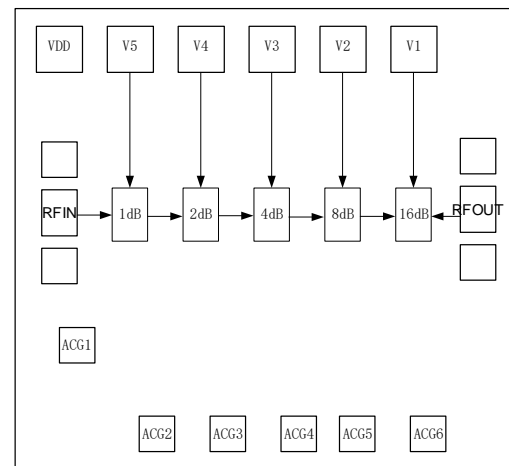 VDD V5 V4 V3 V2 V1
RFIN 1dB 2dB 4dB 8dB 16dB RFOUT
ACG1
ACG2 ACG3 ACG4 ACG5 ACG6